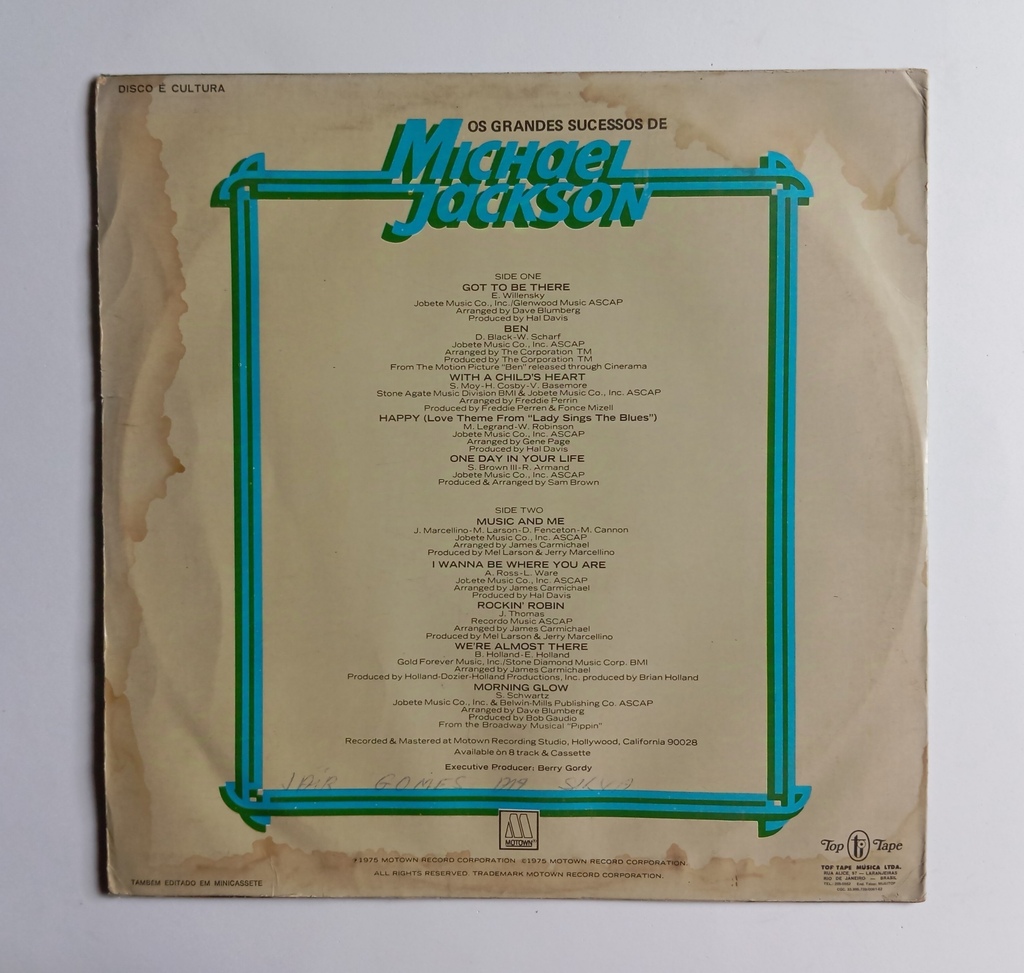 DISCO É CULTURA
OS GRANDES SUCESSOS DE
MICHAEL
JACKSON
SIDE ONE
GOT TO BE THERE
E. Willensky
Jobete Music Co., Inc./Glenwood Music ASCAP
Arranged by Dave Blumberg
Produced by Hal Davis
BEN
D. Black-W. Scharf
Jobete Music Co., Inc. ASCAP
Arranged by The Corporation TM
Produced by The Corporation TM
From The Motion Picture "Ben" released through Cinerama
WITH A CHILD'S HEART
S. Moy-H. Cosby-V. Basemore
Stone Agate Music Division BMI & Jobete Music Co., Inc. ASCAP
Arranged by Freddie Perrin
Produced by Freddie Perren & Fonce Mizell
HAPPY (Love Theme From "Lady Sings The Blues")
M. Legrand-W. Robinson
Jobete Music Co., Inc. ASCAP
Arranged by Gene Page
Produced by Hal Davis
ONE DAY IN YOUR LIFE
S. Brown III-R. Armand
Jobete Music Co., Inc. ASCAP
Produced & Arranged by Sam Brown
SIDE TWO
MUSIC AND ME
J. Marcellino-M. Larson-D. Fenceton-M. Cannon
Jobete Music Co., Inc. ASCAP
Arranged by James Carmichael
Produced by Mel Larson & Jerry Marcellino
I WANNA BE WHERE YOU ARE
A. Ross-L. Ware
Jobete Music Co., Inc. ASCAP
Arranged by James Carmichael
Produced by Hal Davis
ROCKIN' ROBIN
J. Thomas
Recordo Music ASCAP
Arranged by James Carmichael
Produced by Mel Larson & Jerry Marcellino
WE'RE ALMOST THERE
B. Holland-E. Holland
Gold Forever Music, Inc./Stone Diamond Music Corp. BMI
Arranged by James Carmichael
Produced by Holland-Dozier-Holland Productions, Inc. produced by Brian Holland
MORNING GLOW
S. Schwartz
Jobete Music Co., Inc. & Belwin-Mills Publishing Co. ASCAP
Arranged by Dave Blumberg
Produced by Bob Gaudio
From the Broadway Musical "Pippin"
Recorded & Mastered at Motown Recording Studio, Hollywood, California 90028
Available on 8 track & Cassette
Executive Producer: Berry Gordy
JAIR GOMES DA SILVA
MOTOWN
℗1975 MOTOWN RECORD CORPORATION. ©1975 MOTOWN RECORD CORPORATION.
ALL RIGHTS RESERVED. TRADEMARK MOTOWN RECORD CORPORATION.
TAMBÉM EDITADO EM MINICASSETE
Top Tape
TOP TAPE MÚSICA LTDA.
RUA ALICE, 97 — LARANJEIRAS
RIO DE JANEIRO — BRASIL